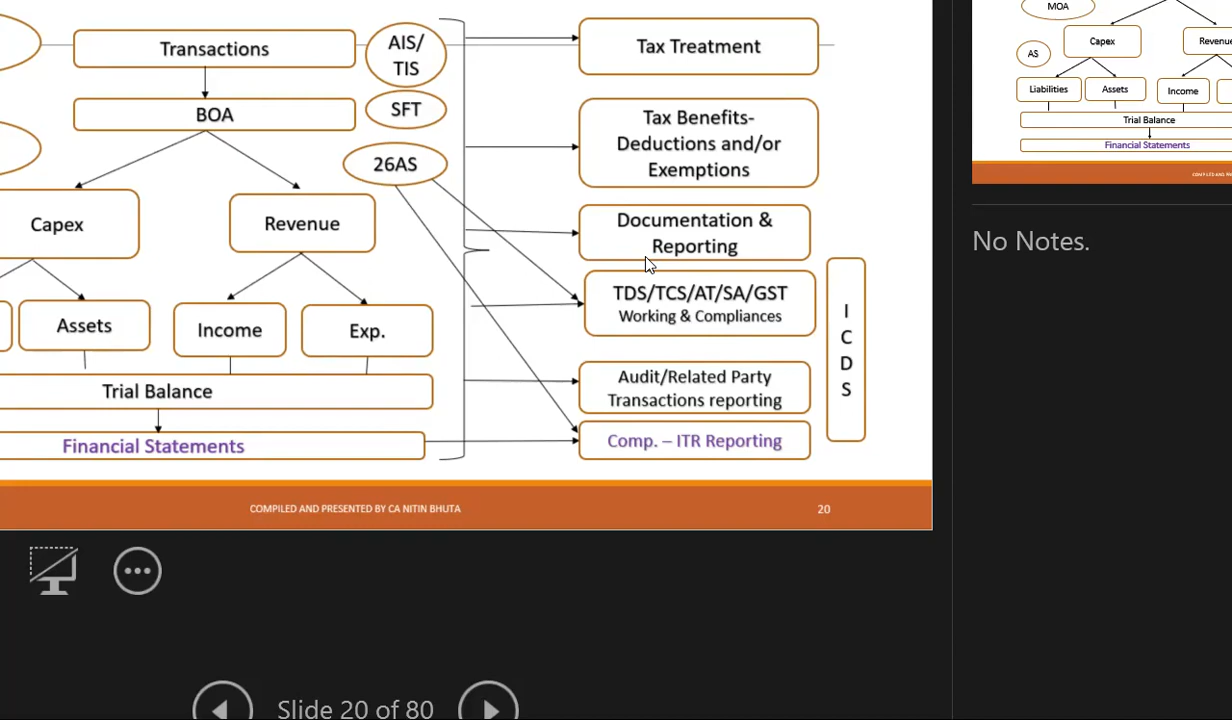 Transactions
AIS/
TIS
Tax Treatment
BOA
SFT
Tax Benefits-
Deductions and/or
Exemptions
26AS
Capex
Revenue
Documentation &
Reporting
TDS/TCS/AT/SA/GST
Working & Compliances
Assets
Income
Exp.
I
C
D
S
Trial Balance
Audit/Related Party
Transactions reporting
Financial Statements
Comp. – ITR Reporting
COMPILED AND PRESENTED BY CA NITIN BHUTA
20
Slide 20 of 80
MOA
Capex
Revenue
AS
Liabilities
Assets
Income
Trial Balance
Financial Statements
No Notes.